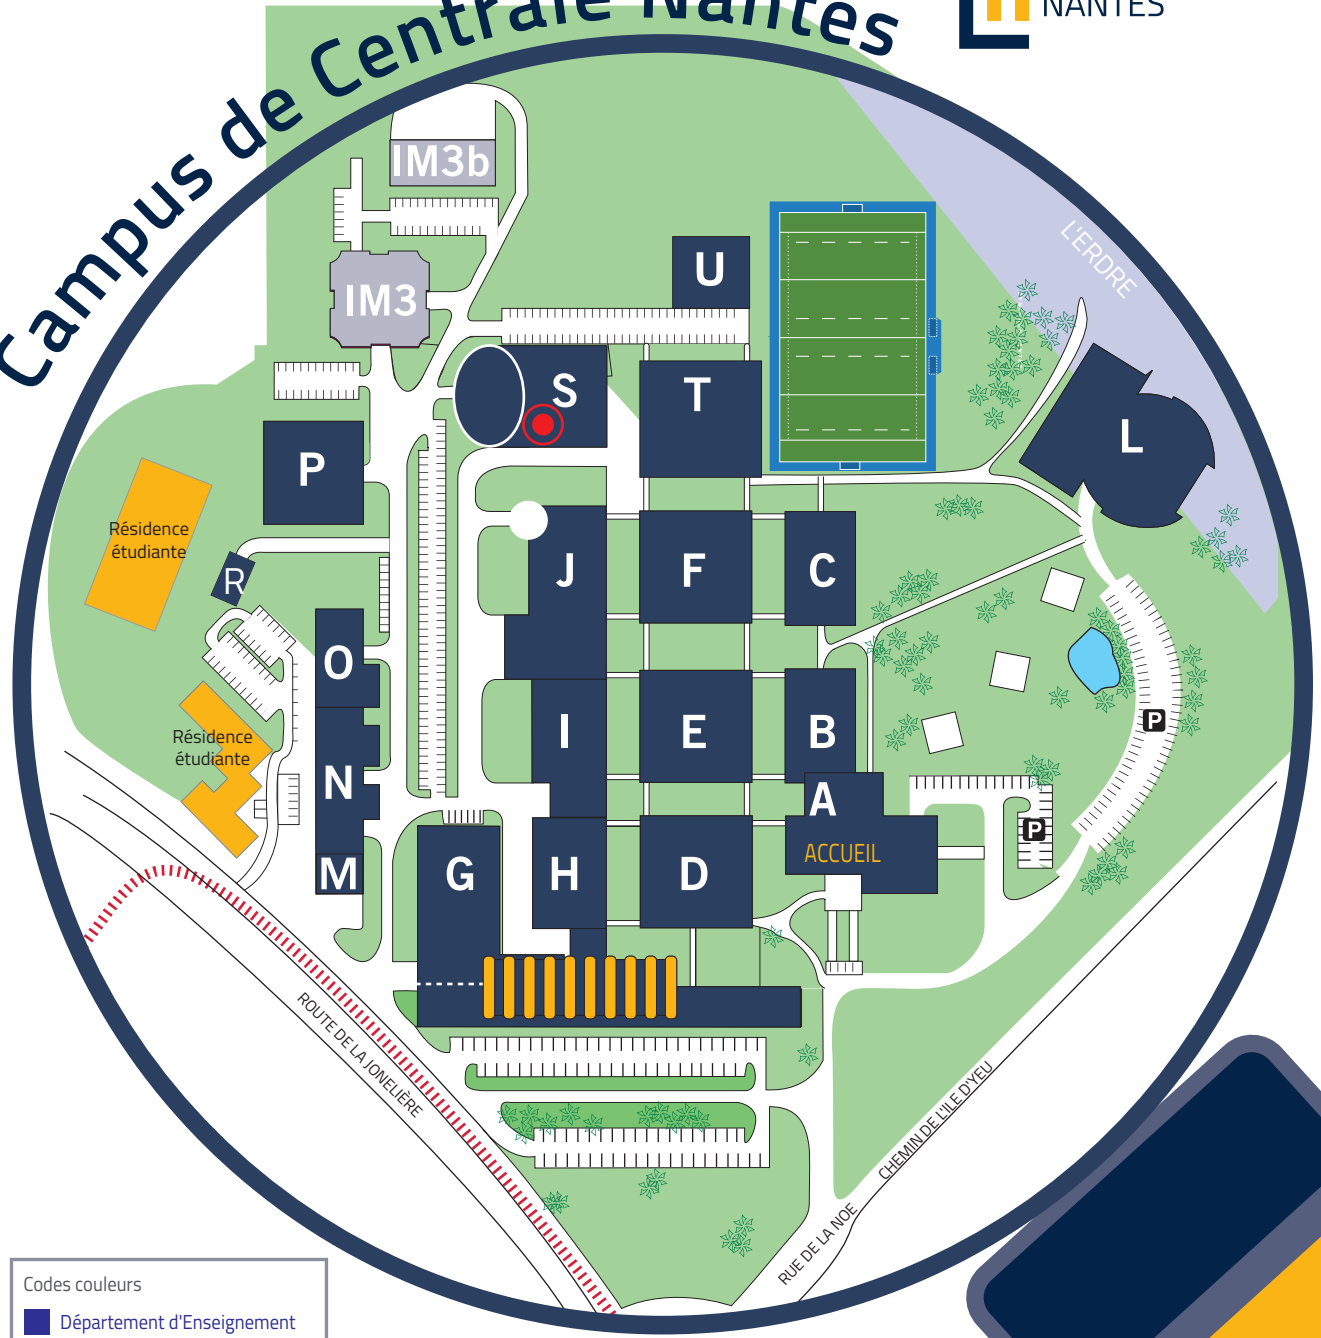 Campus de Centrale Nantes
NANTES
L'ERDRE
IM3b
IM3
U
S
T
L
P
Résidence
étudiante
R
J
F
C
O
I
E
B
Résidence
étudiante
N
A
P
P
ACCUEIL
M
G
H
D
ROUTE DE LA JONELIÈRE
CHEMIN DE L'ILE D'YEU
RUE DE LA NOE
Codes couleurs
Département d'Enseignement